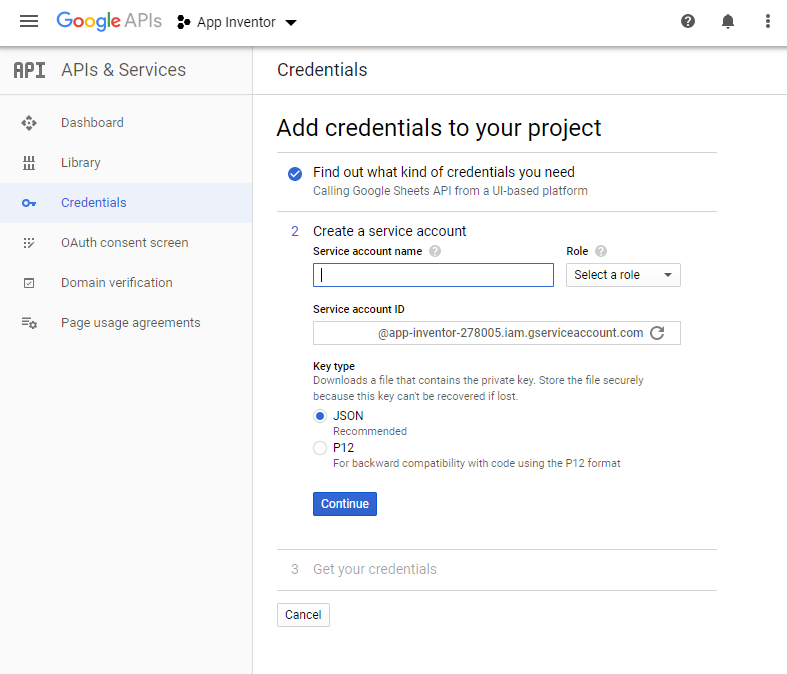 Google APIs App Inventor
API APIs & Services
Credentials
Dashboard
Library
Credentials
OAuth consent screen
Domain verification
Page usage agreements
Add credentials to your project
Find out what kind of credentials you need
Calling Google Sheets API from a UI-based platform
2 Create a service account
Service account name ? Role ?
Select a role
Service account ID
@app-inventor-278005.iam.gserviceaccount.com
Key type
Downloads a file that contains the private key. Store the file securely
because this key can't be recovered if lost.
JSON
Recommended
P12
For backward compatibility with code using the P12 format
Continue
3 Get your credentials
Cancel